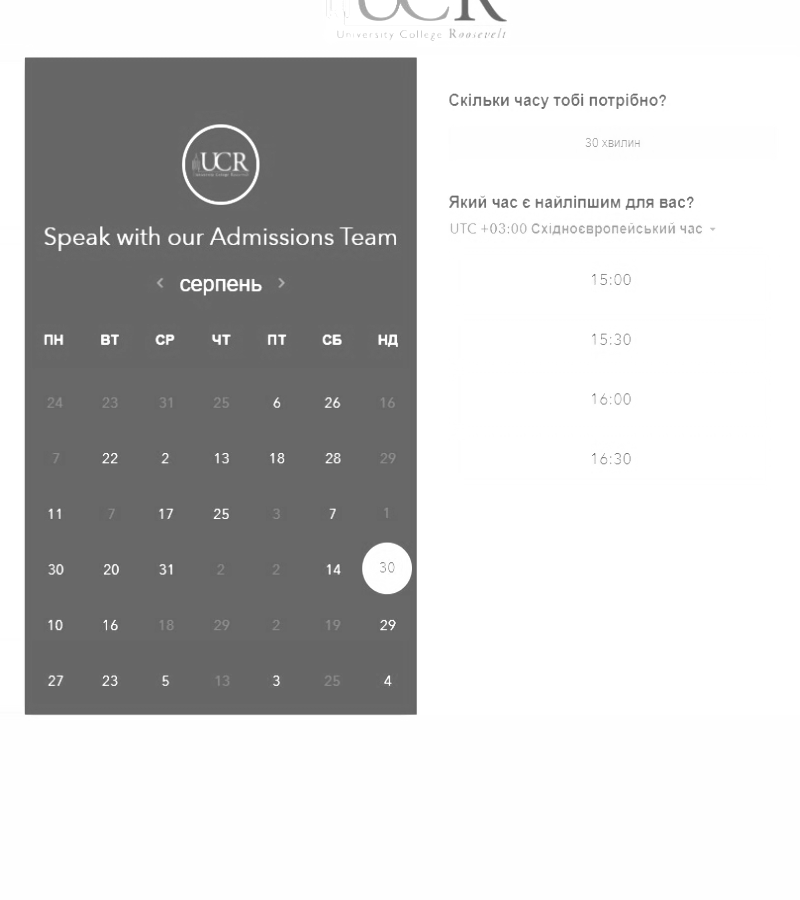 UCR
University College Roosevelt
UCR
University College Roosevelt
Speak with our Admissions Team
серпень
ПН ВТ СР ЧТ ПТ СБ НД
24 23 31 25 6 26 16
7 22 2 13 18 28 29
11 7 17 25 3 7 1
30 20 31 2 2 14 30
10 16 18 29 2 19 29
27 23 5 13 3 25 4
Скільки часу тобі потрібно?
30 хвилин
Який час є найліпшим для вас?
UTC +03:00 Східноєвропейський час
15:00
15:30
16:00
16:30